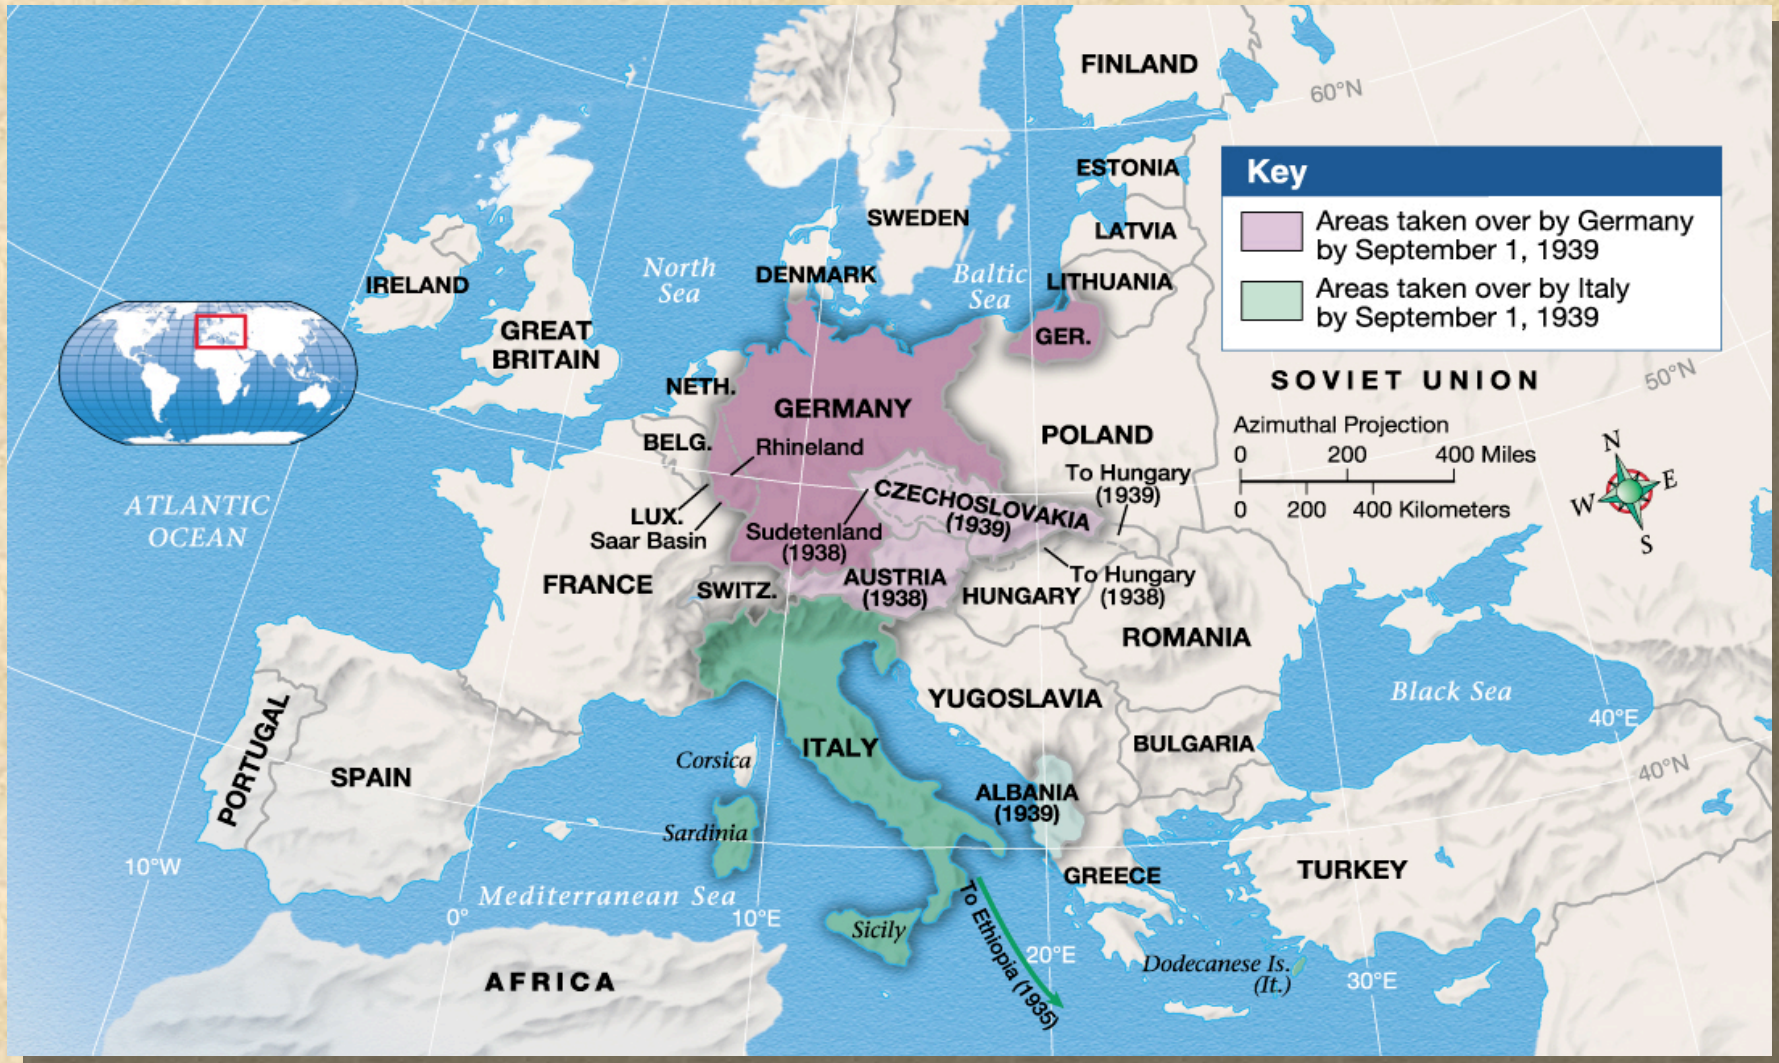 FINLAND
60°N
ESTONIA
Key
Areas taken over by Germany
by September 1, 1939
Areas taken over by Italy
by September 1, 1939
SWEDEN
LATVIA
North
Sea
DENMARK
Baltic
Sea
LITHUANIA
IRELAND
GREAT
BRITAIN
GER.
NETH.
GERMANY
SOVIET UNION
50°N
BELG.
Rhineland
POLAND
Azimuthal Projection
0 200 400 Miles
0 200 400 Kilometers
N
E
W
S
To Hungary
(1939)
CZECHOSLOVAKIA
(1939)
ATLANTIC
OCEAN
LUX.
Saar Basin
Sudetenland
(1938)
FRANCE
SWITZ.
AUSTRIA
(1938)
HUNGARY
To Hungary
(1938)
ROMANIA
YUGOSLAVIA
Black Sea
40°E
PORTUGAL
SPAIN
Corsica
ITALY
BULGARIA
40°N
ALBANIA
(1939)
Sardinia
10°W
GREECE
TURKEY
Mediterranean Sea
0°
10°E
Sicily
To Ethiopia (1935)
20°E
Dodecanese Is.
(It.)
30°E
AFRICA